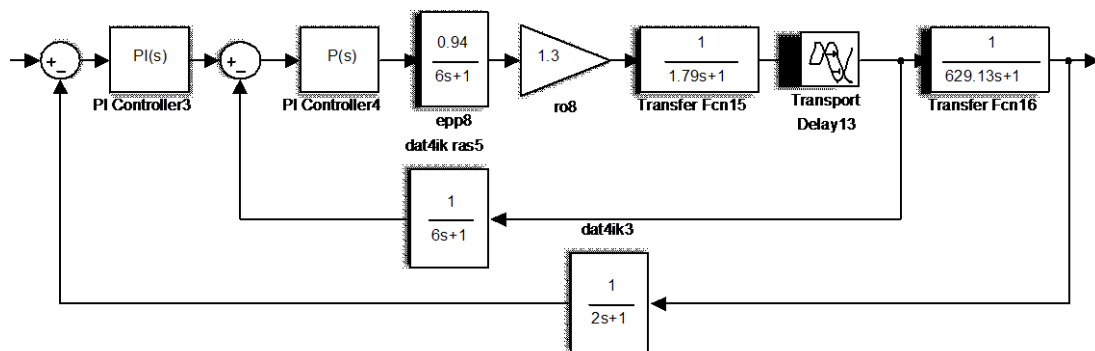 PI(s)
PI Controller3
P(s)
PI Controller4
0.94
6s+1
epp8
1.3
ro8
1
1.79s+1
Transfer Fcn15
Transport
Delay13
1
629.13s+1
Transfer Fcn16
dat4ik ras5
1
6s+1
dat4ik3
1
2s+1